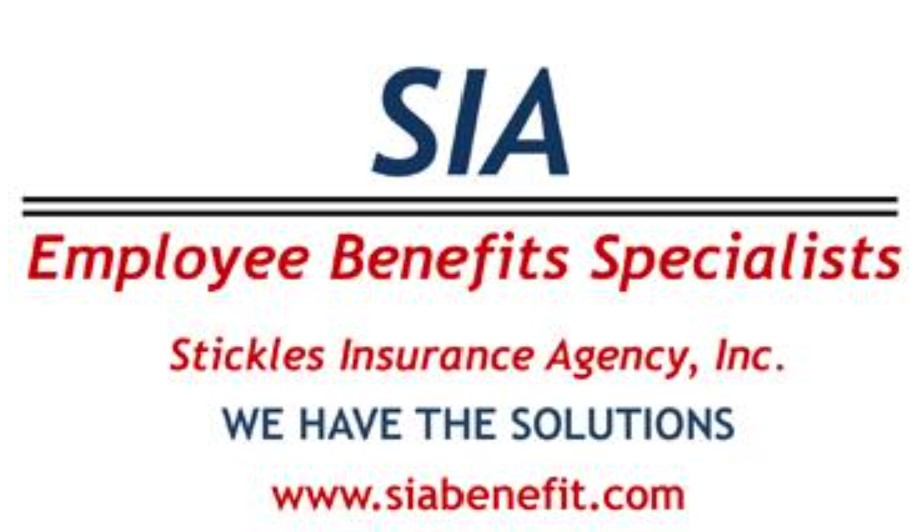 SIA
Employee Benefits Specialists
Stickles Insurance Agency, Inc.
WE HAVE THE SOLUTIONS
www.siabenefit.com